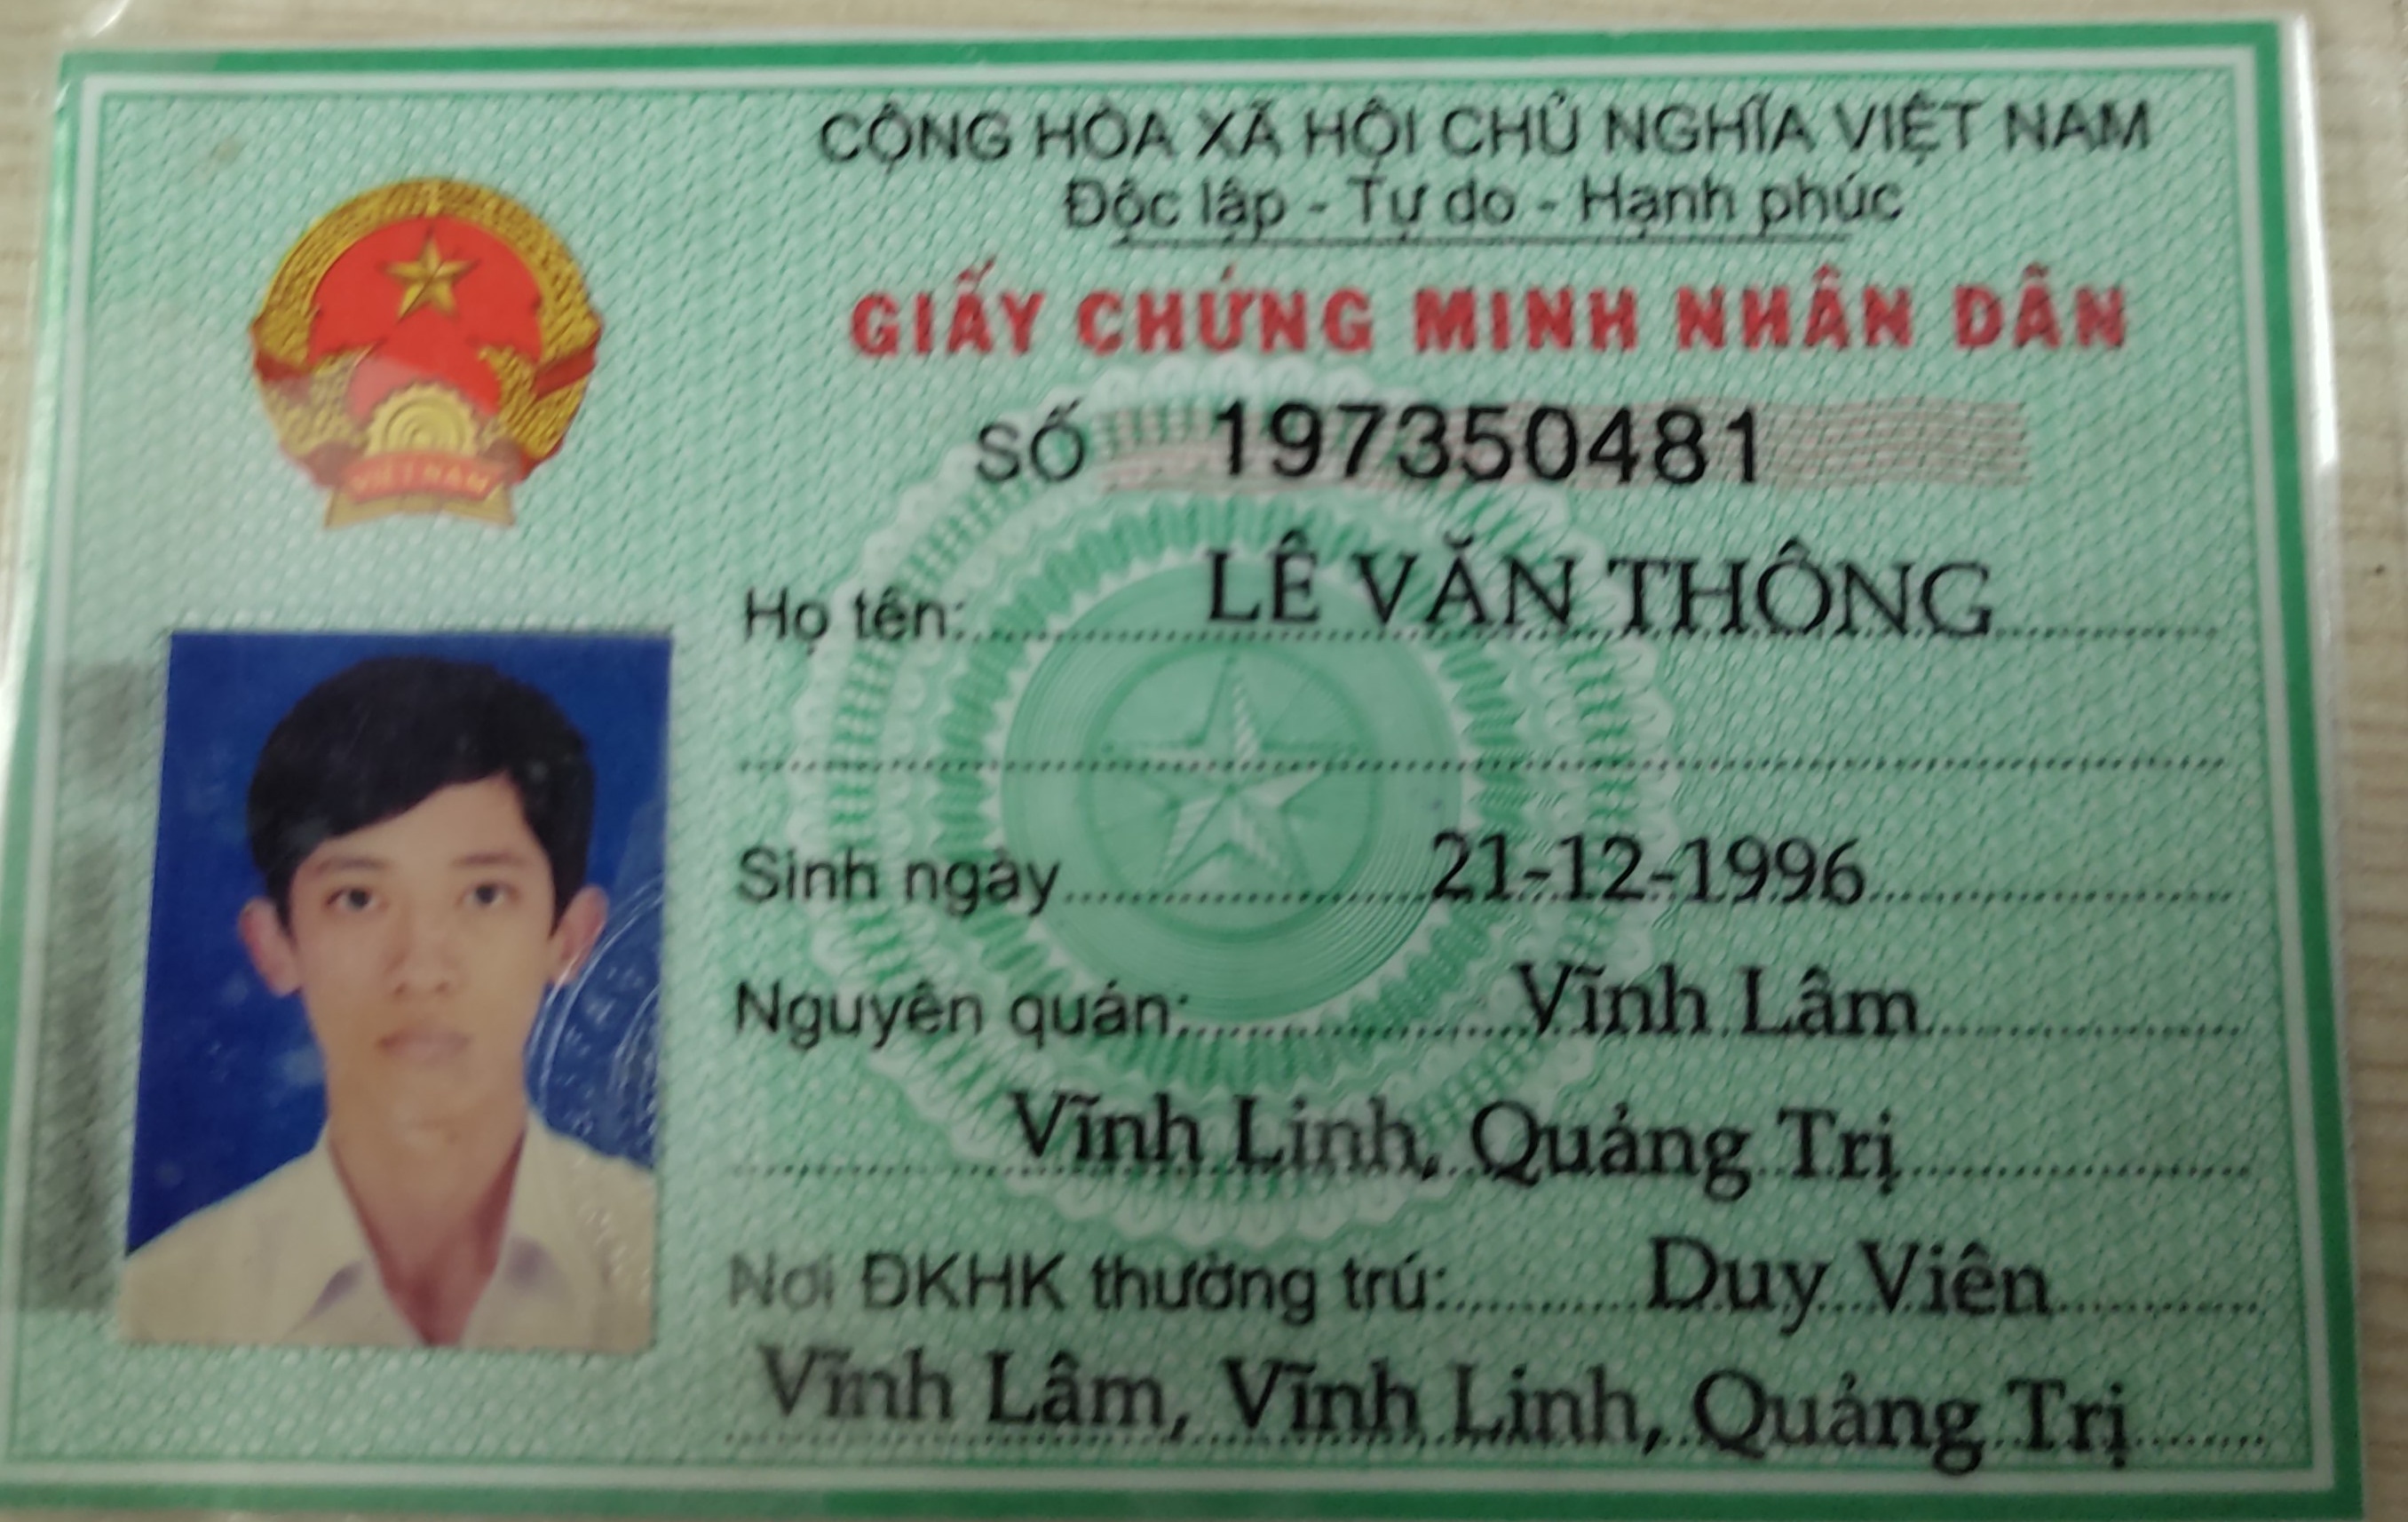 CỘNG HÒA XÃ HỘI CHỦ NGHĨA VIỆT NAM
Độc lập - Tự do - Hạnh phúc
GIẤY CHỨNG MINH NHÂN DÂN
SỐ 197350481
Họ tên: LÊ VĂN THÔNG
Sinh ngày 21-12-1996
Nguyên quán: Vĩnh Lâm
Vĩnh Linh, Quảng Trị
Nơi ĐKHK thường trú: Duy Viên
Vĩnh Lâm, Vĩnh Linh, Quảng Trị
VIỆT NAM